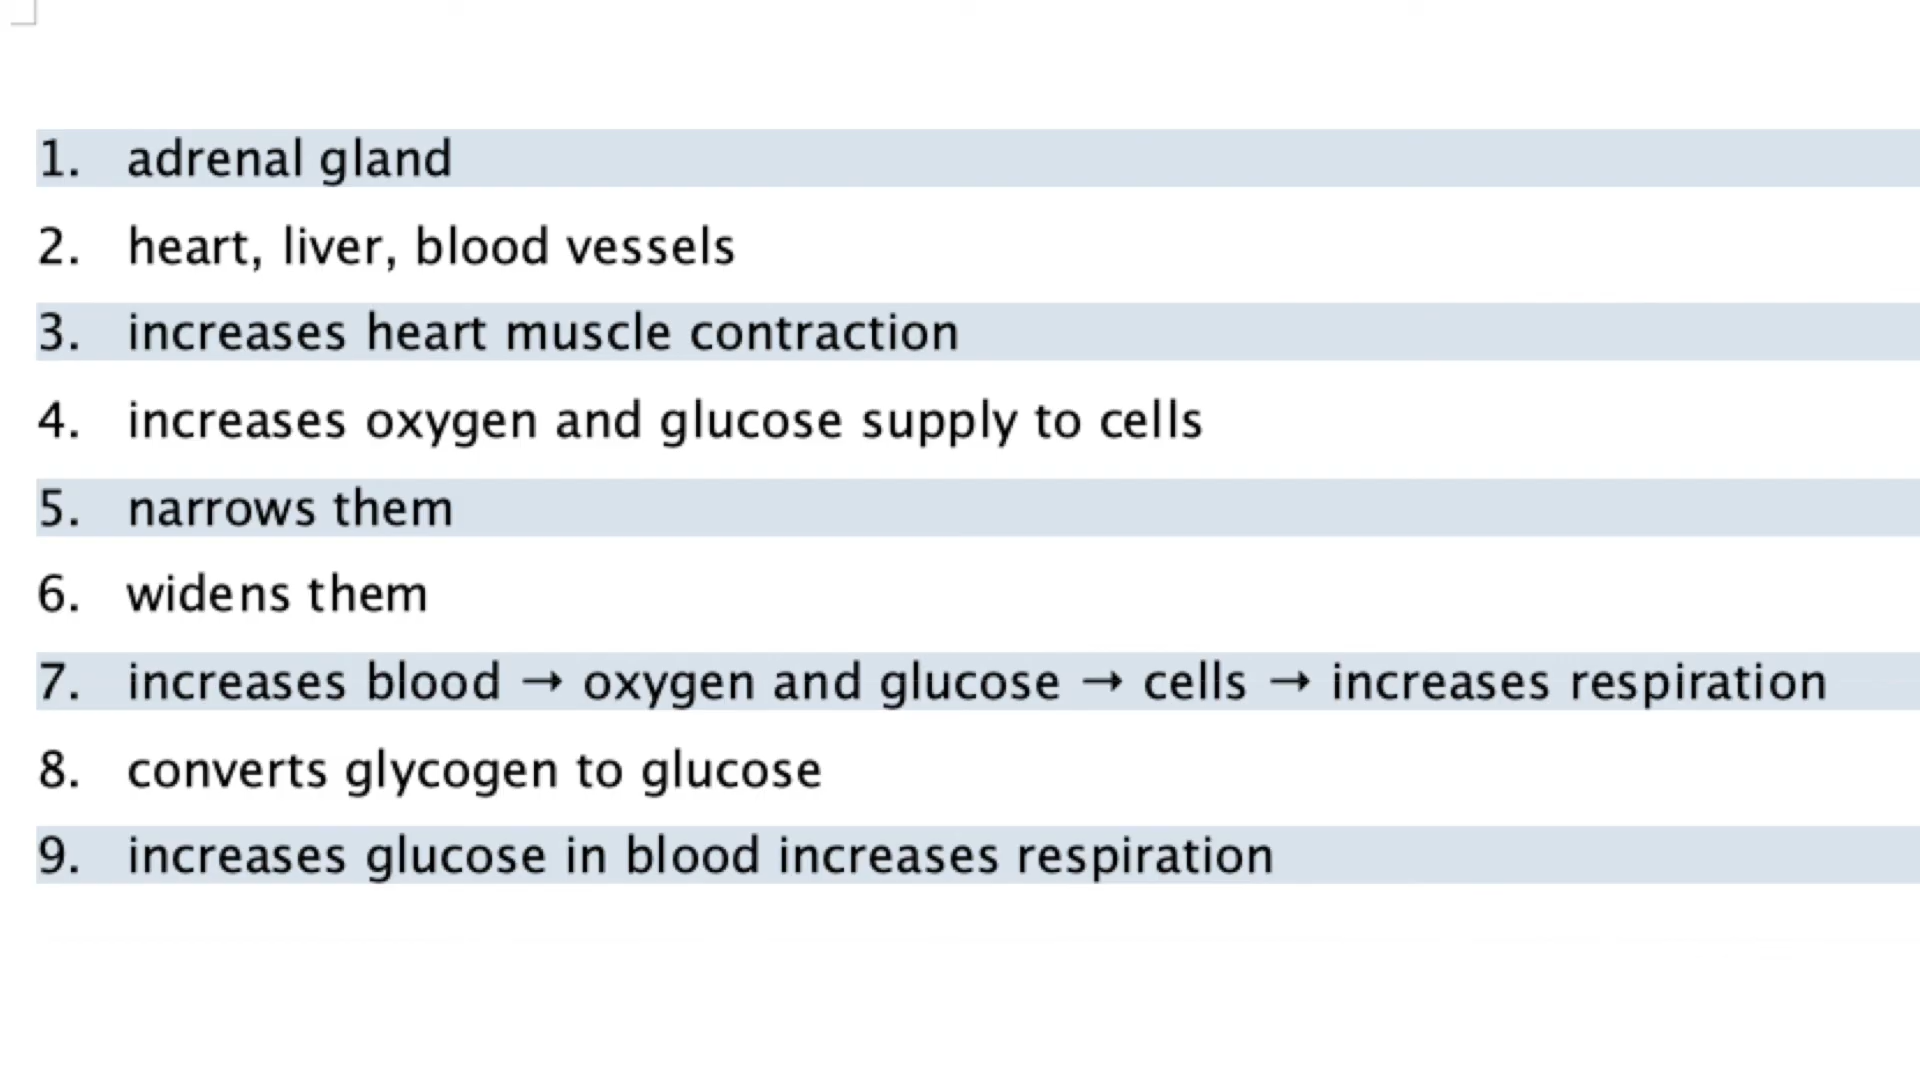 1. adrenal gland
2. heart, liver, blood vessels
3. increases heart muscle contraction
4. increases oxygen and glucose supply to cells
5. narrows them
6. widens them
7. increases blood → oxygen and glucose → cells → increases respiration
8. converts glycogen to glucose
9. increases glucose in blood increases respiration